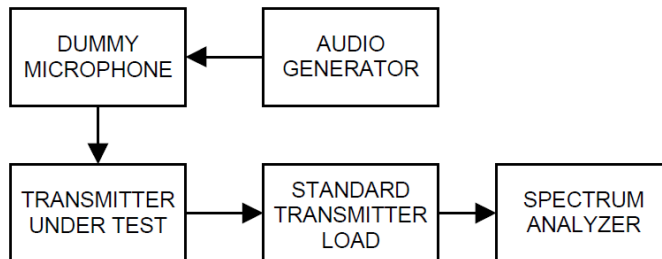 DUMMY
MICROPHONE
AUDIO
GENERATOR
TRANSMITTER
UNDER TEST
STANDARD
TRANSMITTER
LOAD
SPECTRUM
ANALYZER